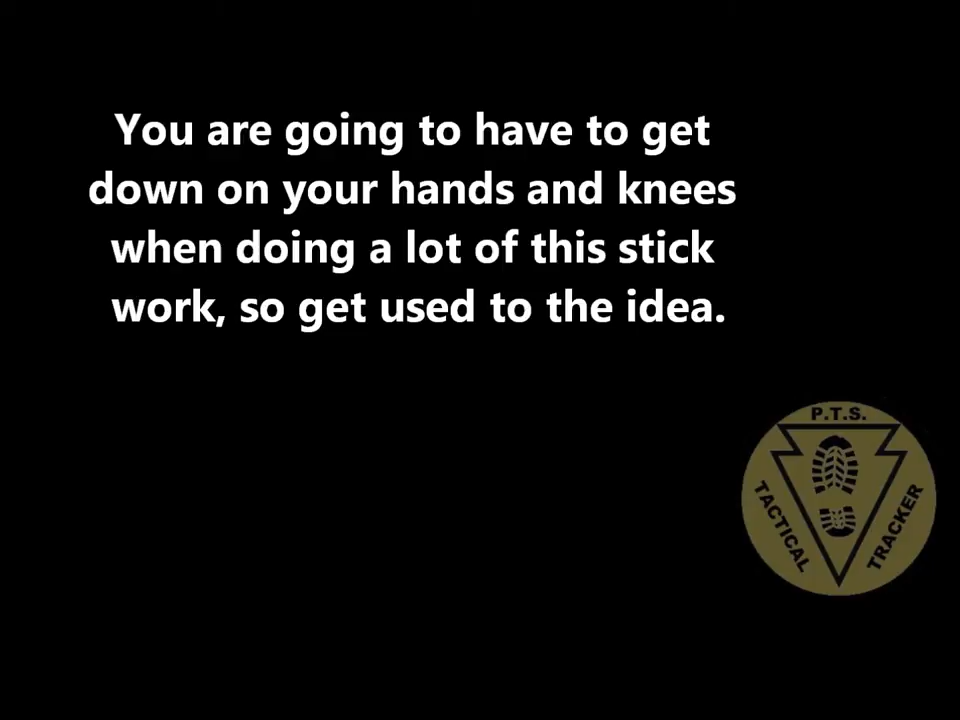 You are going to have to get
down on your hands and knees
when doing a lot of this stick
work, so get used to the idea.
P.T.S.
TACTICAL
TRACKER